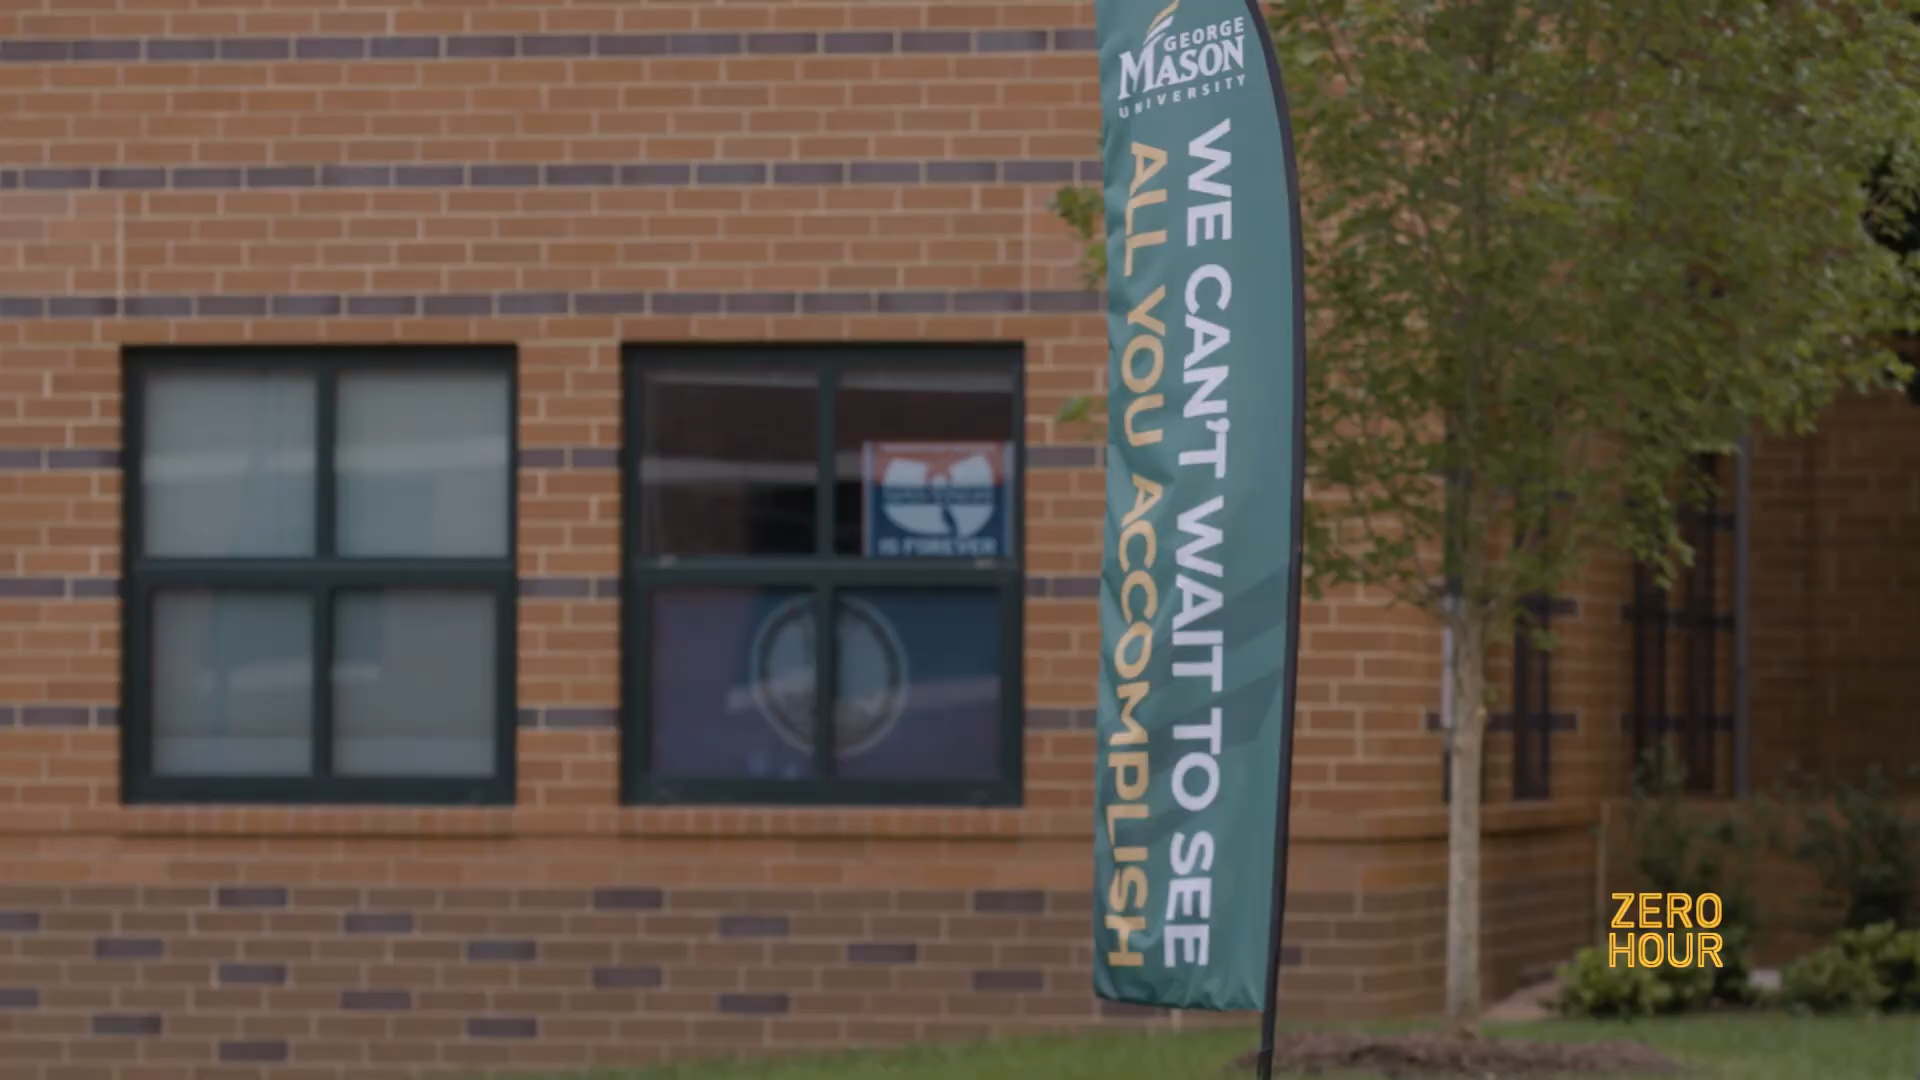 GEORGE
MASON
UNIVERSITY
WE CAN'T WAIT TO SEE
ALL YOU ACCOMPLISH
IS FOREVER
ZERO
HOUR